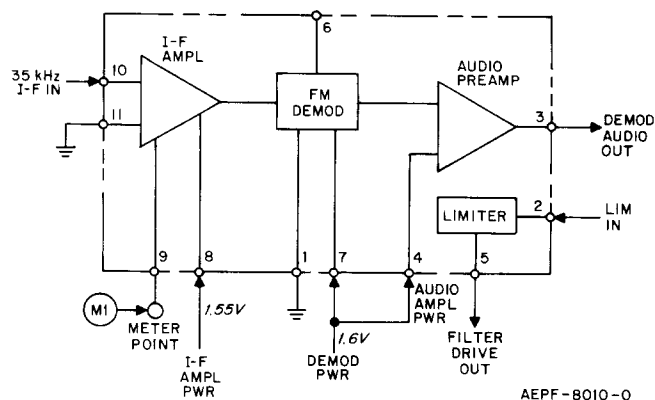 6
I-F
AMPL
AUDIO
PREAMP
35 kHz
I-F IN
10
FM
DEMOD
11
3
DEMOD
AUDIO
OUT
LIMITER
2
LIM
IN
9
8
1
7
4
5
M1
METER
POINT
1.55V
I-F
AMPL
PWR
1.6V
DEMOD
PWR
AUDIO
AMPL
PWR
FILTER
DRIVE
OUT
AEPF-8010-0